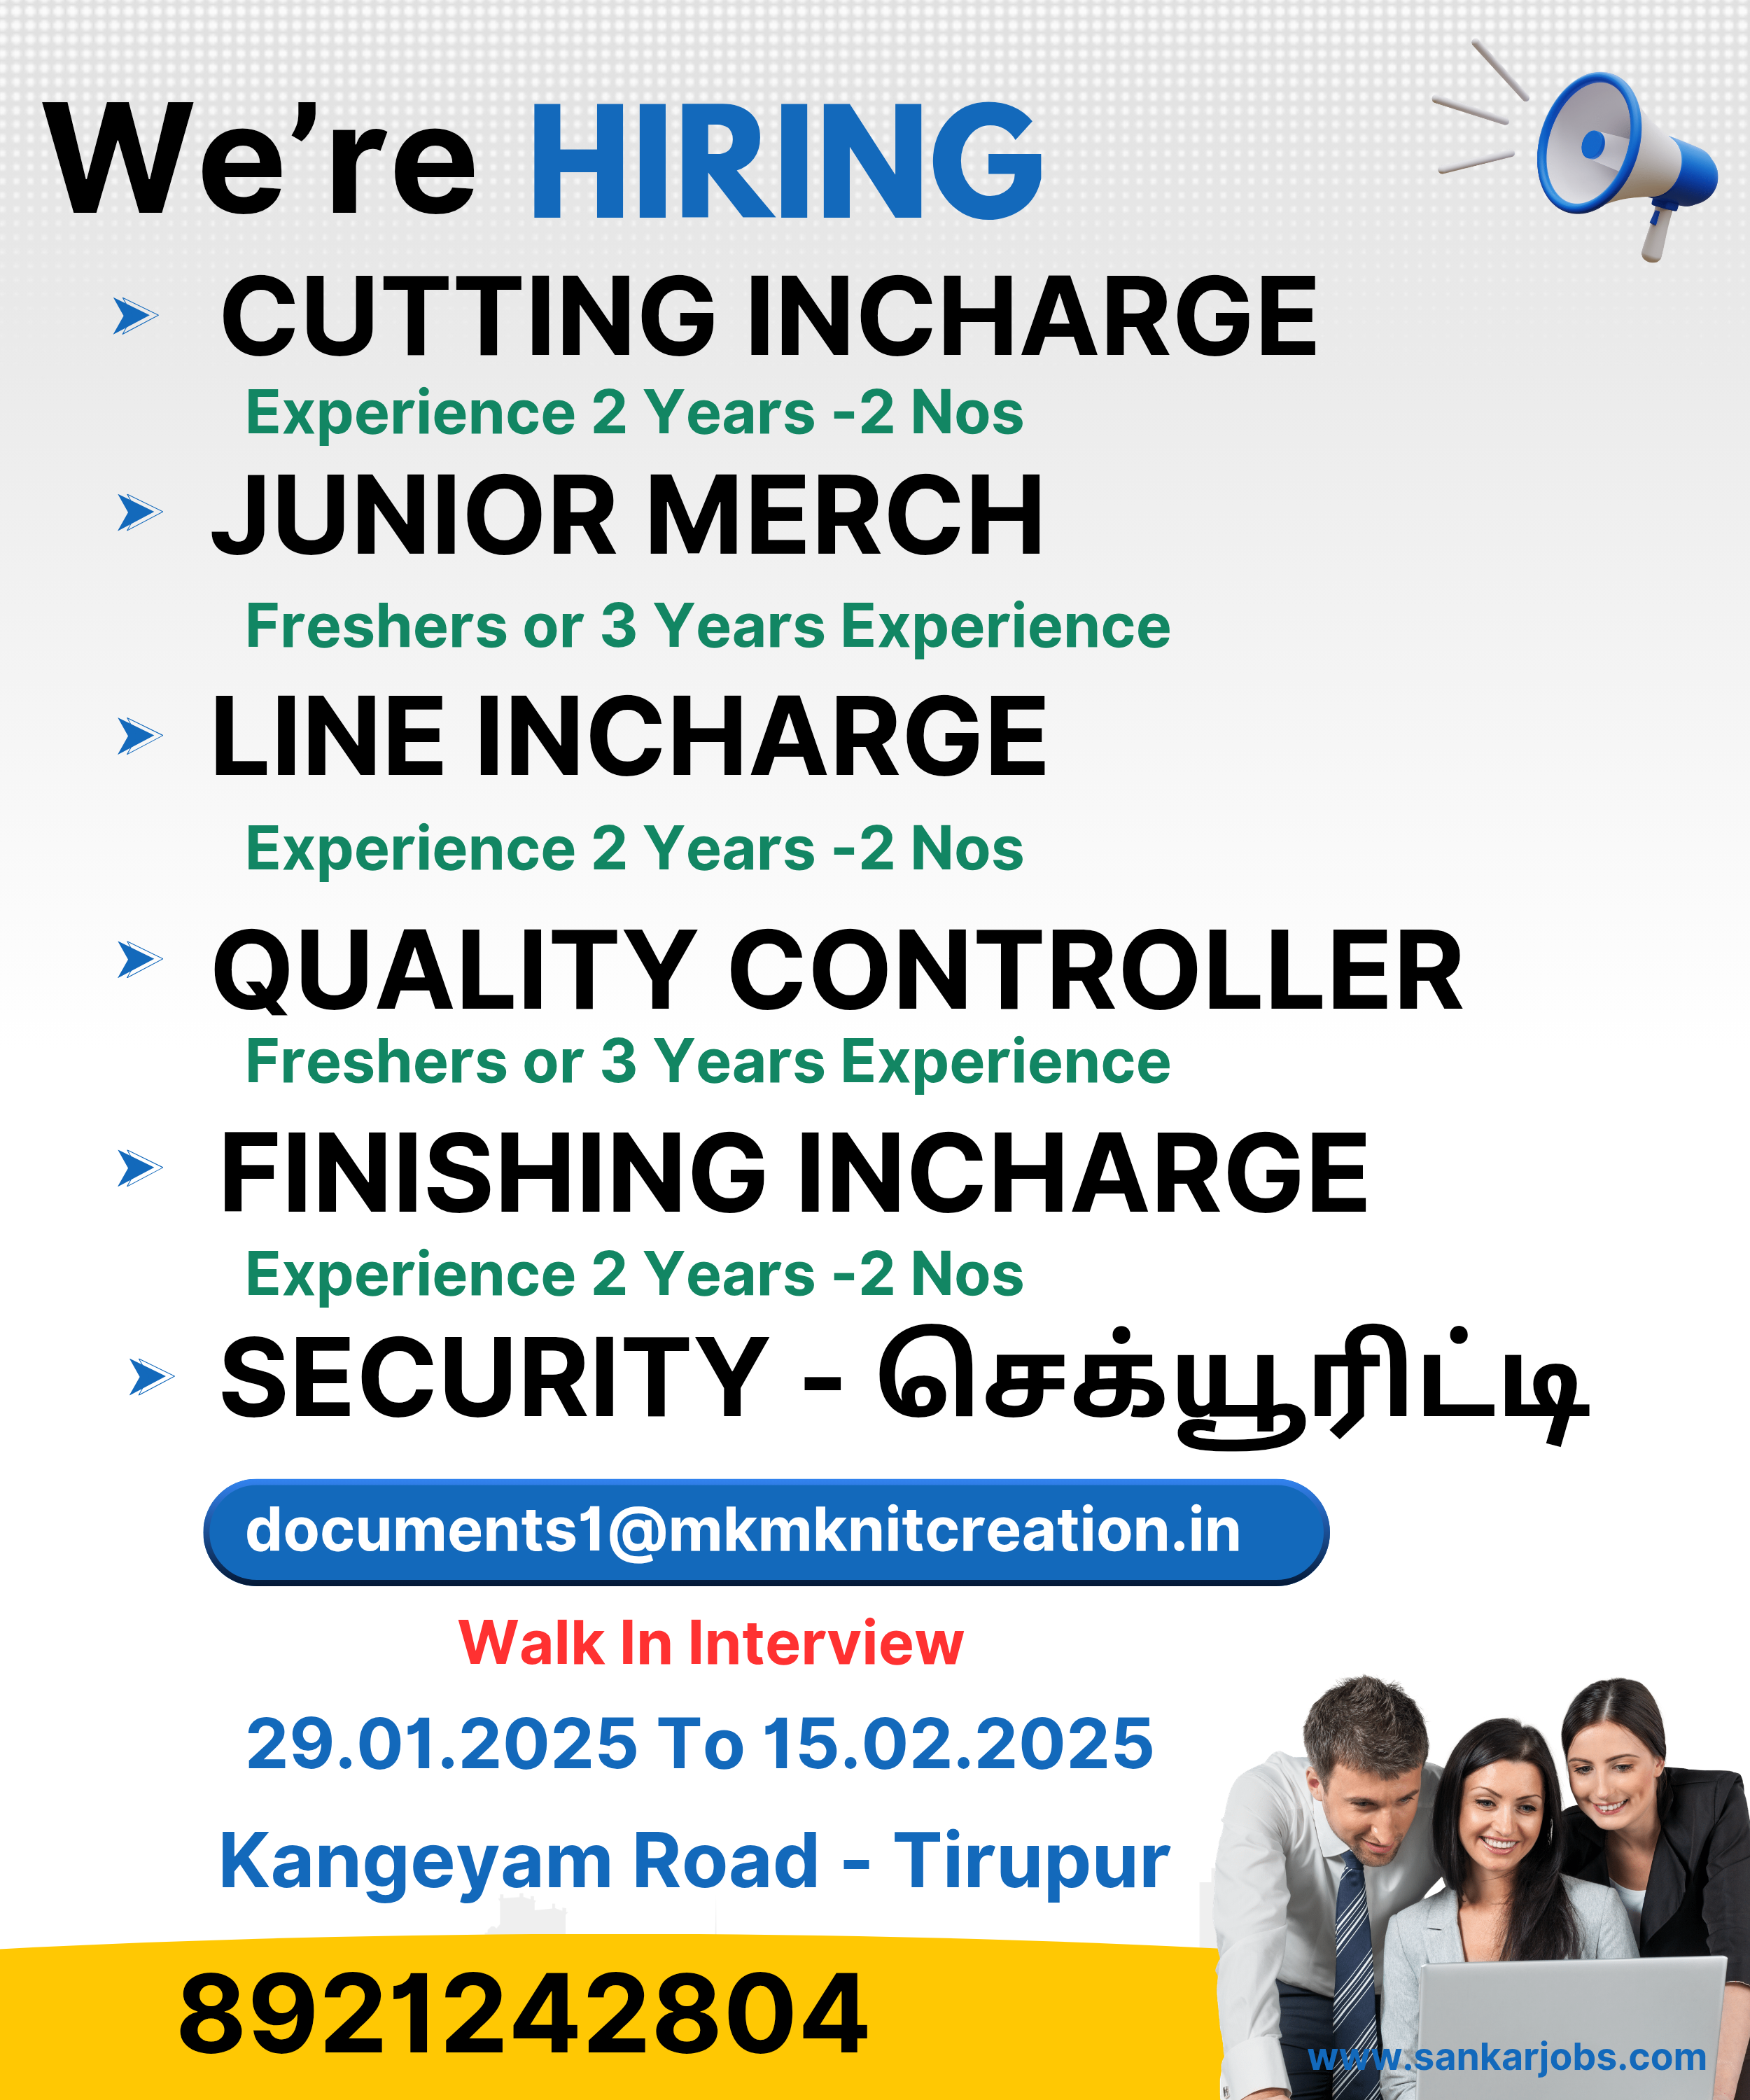 We’re HIRING
CUTTING INCHARGE
Experience 2 Years -2 Nos
JUNIOR MERCH
Freshers or 3 Years Experience
LINE INCHARGE
Experience 2 Years -2 Nos
QUALITY CONTROLLER
Freshers or 3 Years Experience
FINISHING INCHARGE
Experience 2 Years -2 Nos
SECURITY - செக்யூரிட்டி
documents1@mkmknitcreation.in
Walk In Interview
29.01.2025 To 15.02.2025
Kangeyam Road - Tirupur
8921242804
www.sankarjobs.com